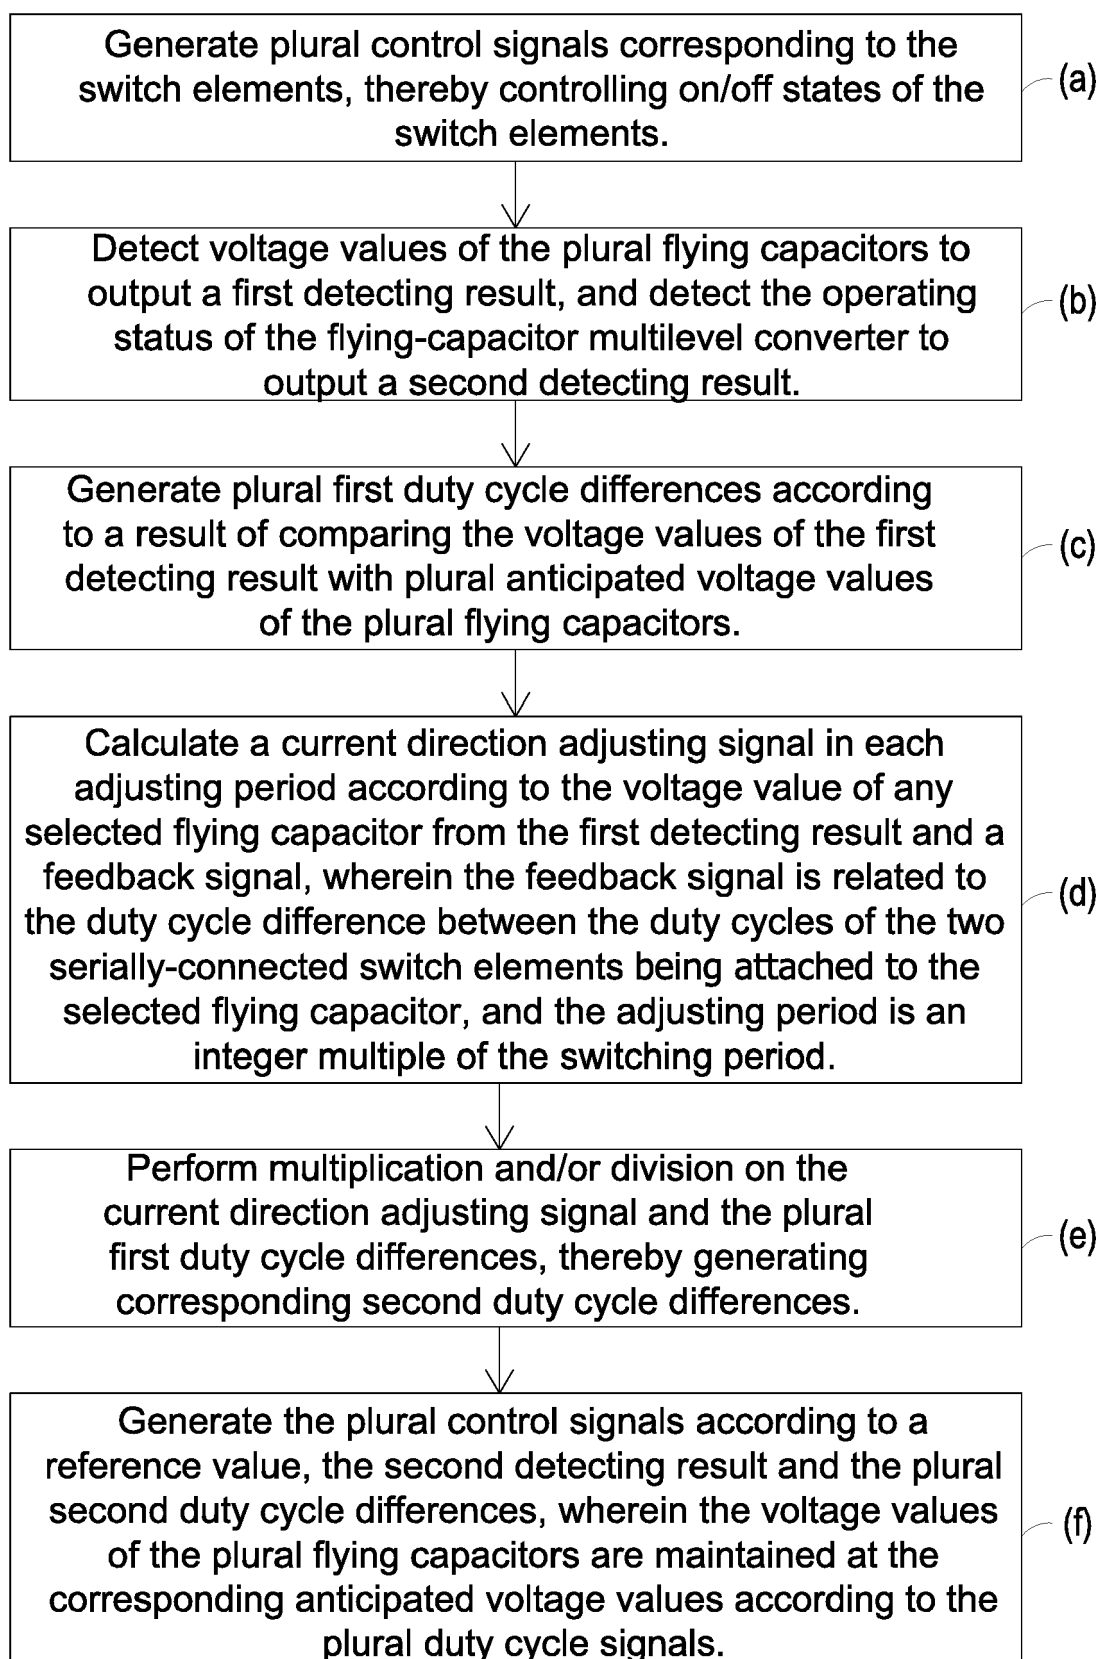 Generate plural control signals corresponding to the
switch elements, thereby controlling on/off states of the
switch elements.
(a)
Detect voltage values of the plural flying capacitors to
output a first detecting result, and detect the operating
status of the flying-capacitor multilevel converter to
output a second detecting result.
(b)
Generate plural first duty cycle differences according
to a result of comparing the voltage values of the first
detecting result with plural anticipated voltage values
of the plural flying capacitors.
(c)
Calculate a current direction adjusting signal in each
adjusting period according to the voltage value of any
selected flying capacitor from the first detecting result and a
feedback signal, wherein the feedback signal is related to
the duty cycle difference between the duty cycles of the two
serially-connected switch elements being attached to the
selected flying capacitor, and the adjusting period is an
integer multiple of the switching period.
(d)
Perform multiplication and/or division on the
current direction adjusting signal and the plural
first duty cycle differences, thereby generating
corresponding second duty cycle differences.
(e)
Generate the plural control signals according to a
reference value, the second detecting result and the plural
second duty cycle differences, wherein the voltage values
of the plural flying capacitors are maintained at the
corresponding anticipated voltage values according to the
plural duty cycle signals.
(f)